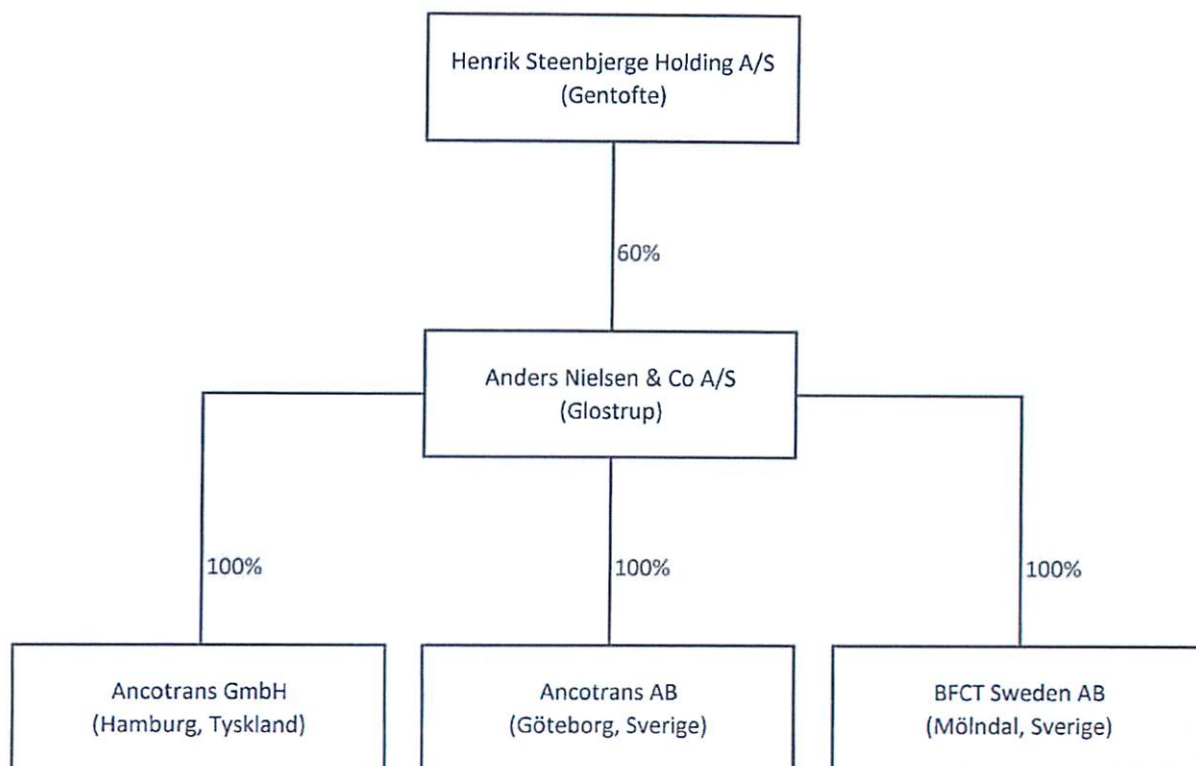 Henrik Steenbjerge Holding A/S
(Gentofte)
60%
Anders Nielsen & Co A/S
(Glostrup)
100%
100%
100%
Ancotrans GmbH
(Hamburg, Tyskland)
Ancotrans AB
(Göteborg, Sverige)
BFCT Sweden AB
(Mölndal, Sverige)